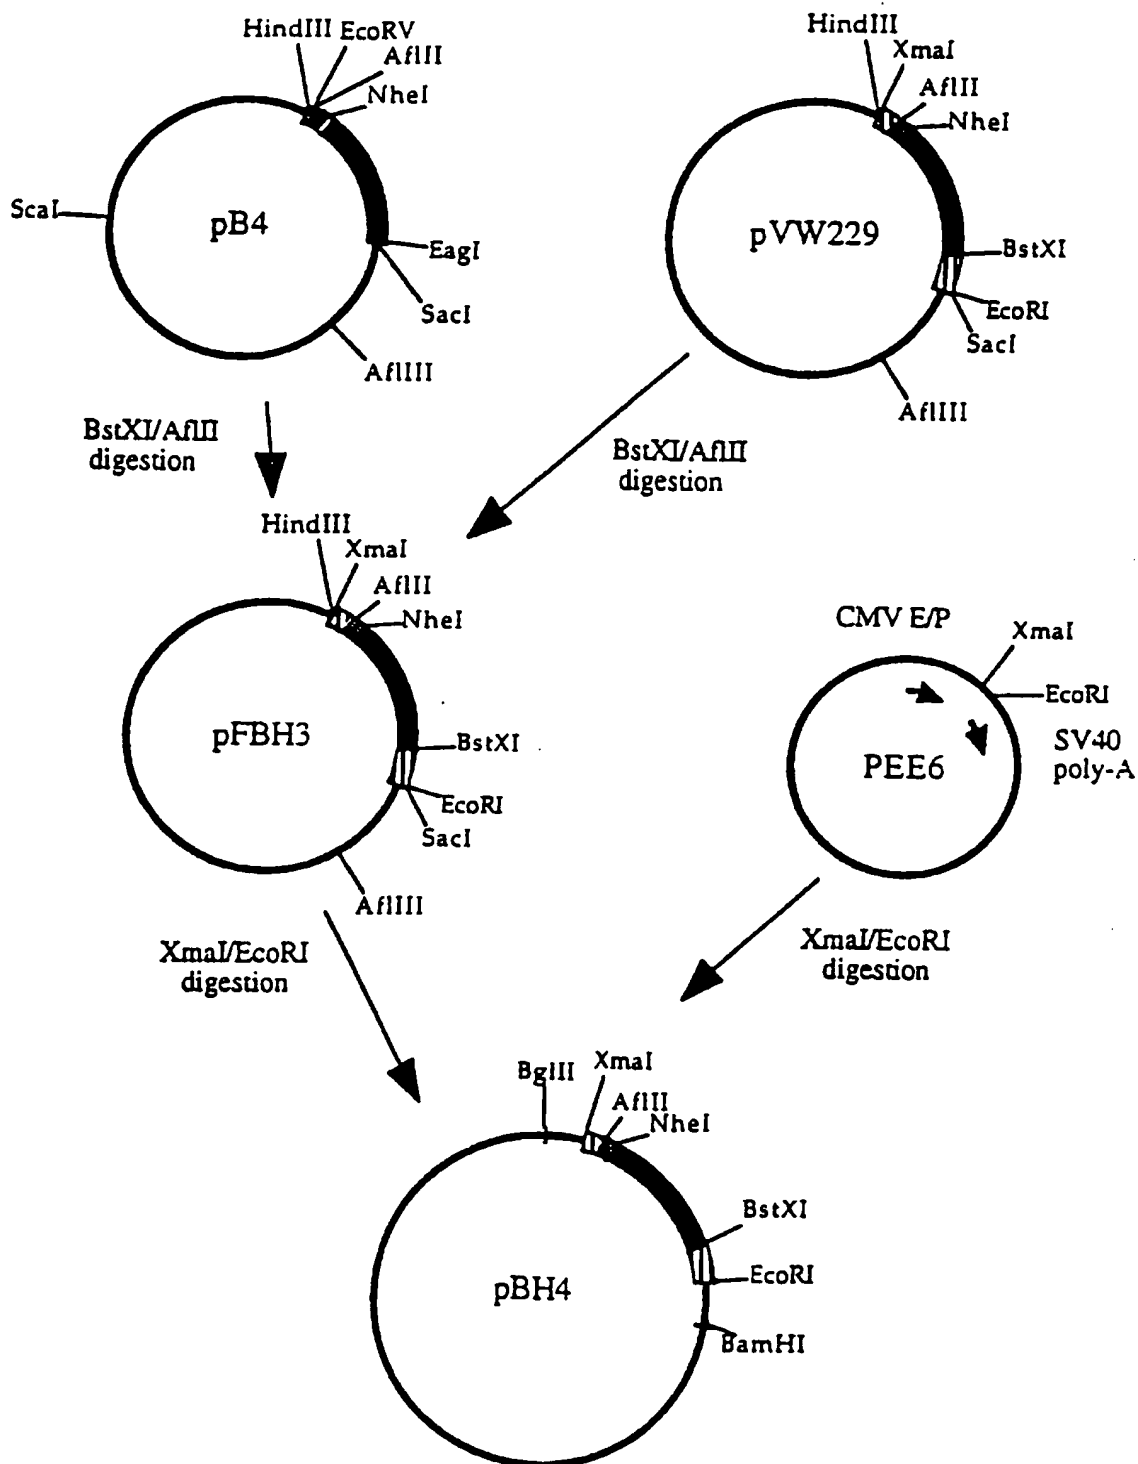 HindIII EcoRV
AflII
NheI
ScaI
pB4
EagI
SacI
AflIII
HindIII
XmaI
AflII
NheI
pVW229
BstXI
EcoRI
SacI
AflIII
BstXI/AflII
digestion
BstXI/AflII
digestion
HindIII
XmaI
AflII
NheI
pFBH3
BstXI
EcoRI
SacI
AflIII
CMV E/P
XmaI
EcoRI
PEE6
SV40
poly-A
XmaI/EcoRI
digestion
XmaI/EcoRI
digestion
BglII
XmaI
AflII
NheI
pBH4
BstXI
EcoRI
BamHI